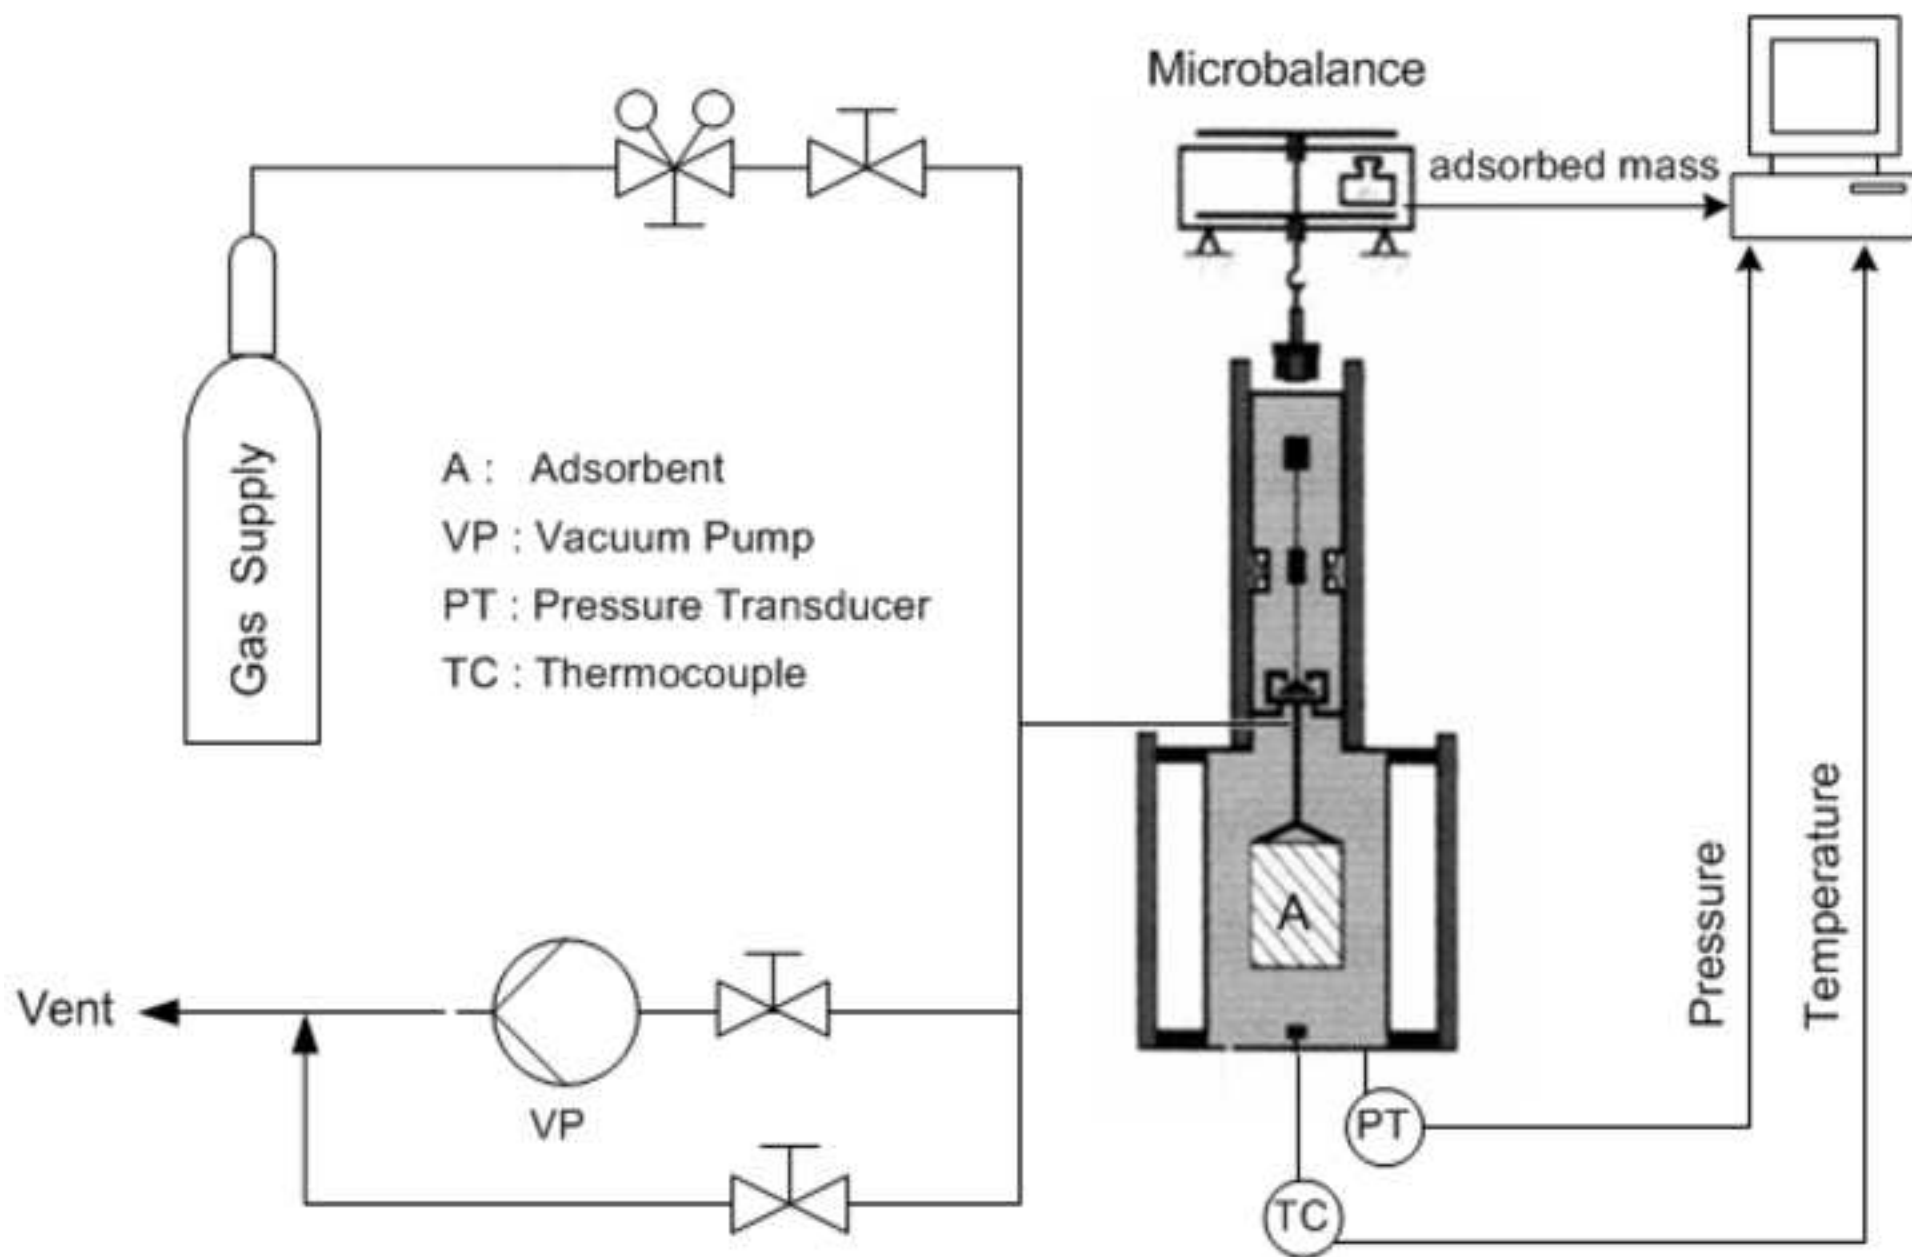 Microbalance
adsorbed mass
Gas Supply
A : Adsorbent
VP : Vacuum Pump
PT : Pressure Transducer
TC : Thermocouple
A
Pressure
Temperature
Vent
VP
PT
TC